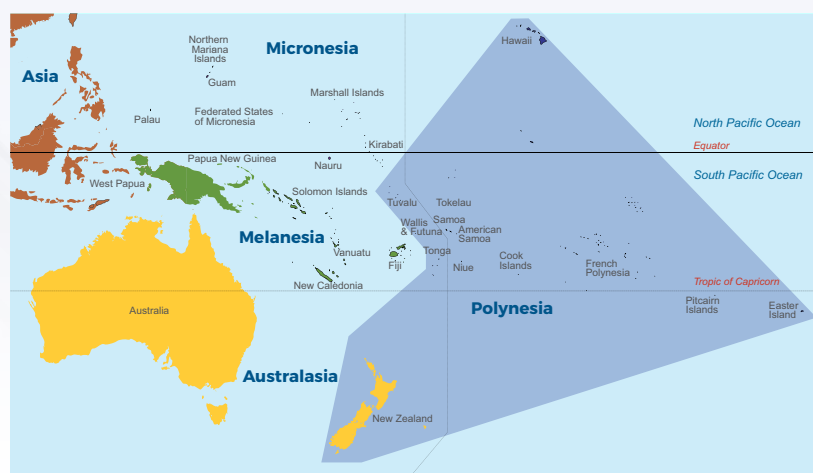 Northern
Mariana
Islands
Micronesia
Hawaii
Asia
Guam
Marshall Islands
Palau
Federated States
of Micronesia
North Pacific Ocean
Kirabati
Equator
Papua New Guinea
Nauru
West Papua
South Pacific Ocean
Solomon Islands
Tuvalu
Tokelau
Wallis
& Futuna
Samoa
American
Samoa
Melanesia
Vanuatu
Fiji
Tonga
Niue
Cook
Islands
French
Polynesia
New Caledonia
Tropic of Capricorn
Australia
Polynesia
Pitcairn
Islands
Easter
Island
Australasia
New Zealand